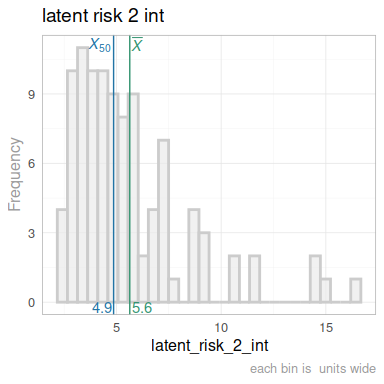 latent risk 2 int
X50 X
9
6
3
0
4.9 5.6
5 10 15
Frequency
latent_risk_2_int
each bin is  units wide